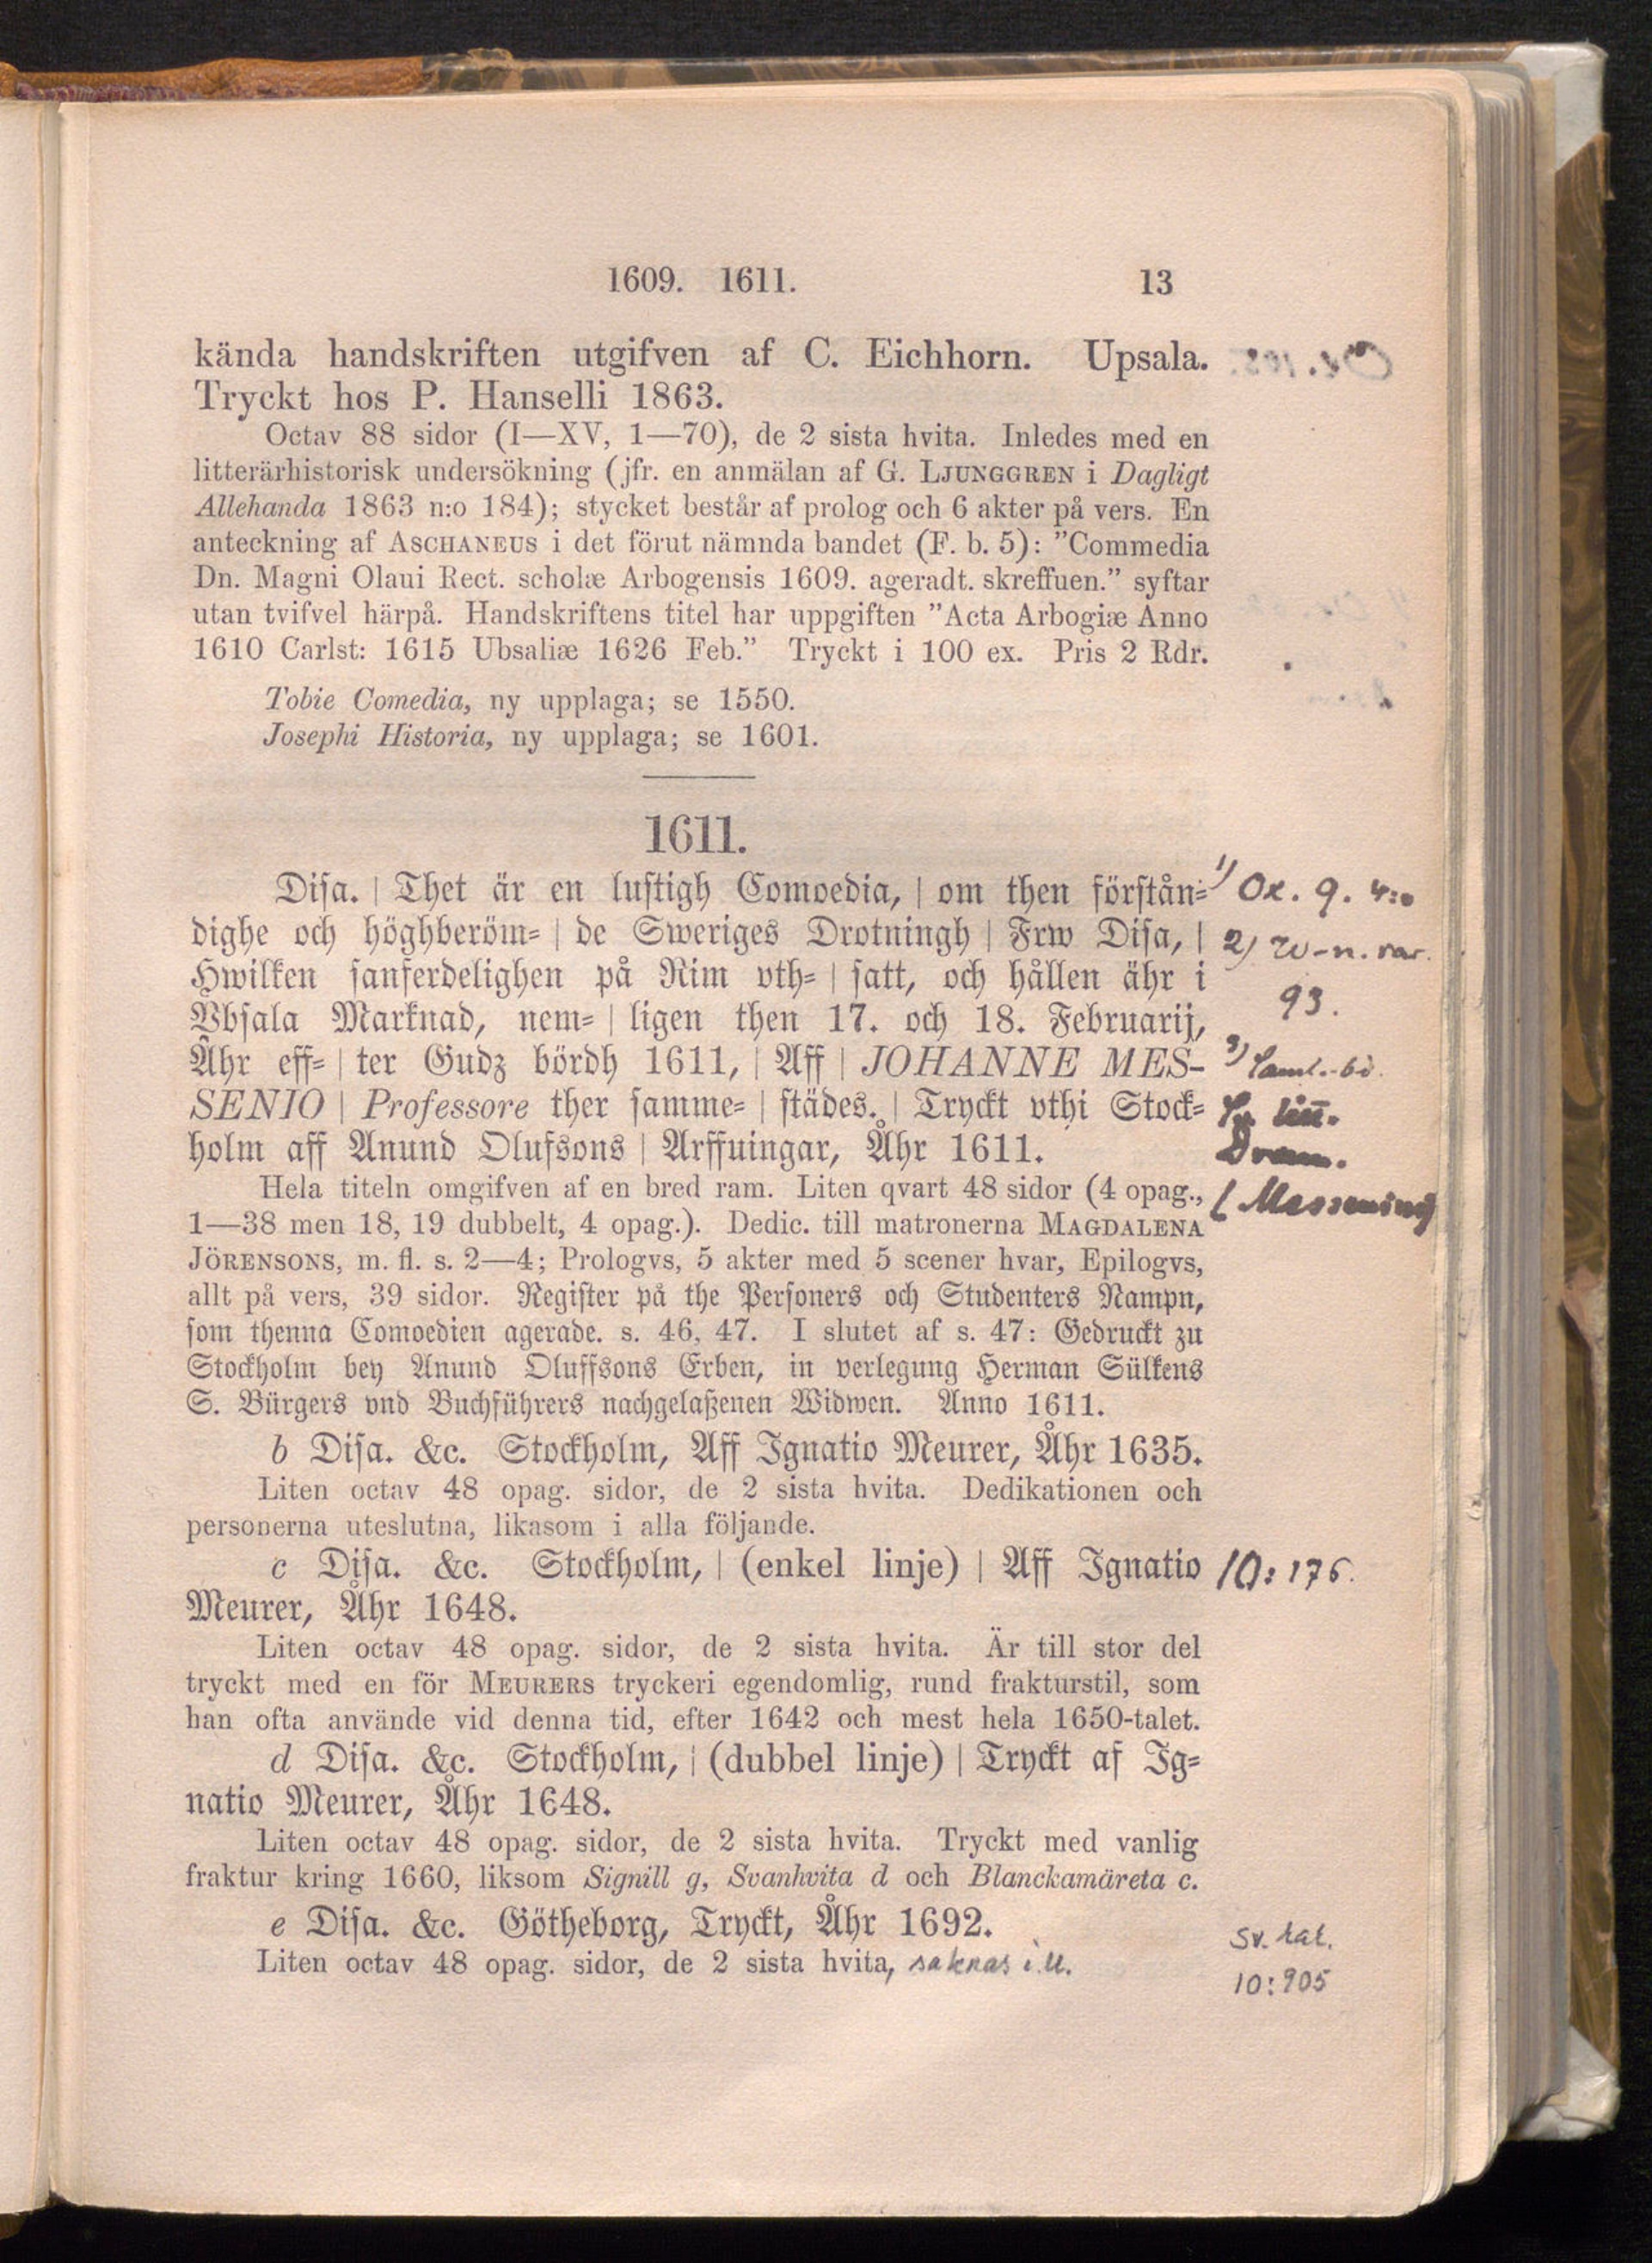 1609. 1611. 13
kända handskriften utgifven af C. Eichhorn. Upsala.
Tryckt hos P. Hanselli 1863.
Octav 88 sidor (I—XV, 1—70), de 2 sista hvita. Inledes med en
litterärhistorisk undersökning (jfr. en anmälan af G. LJUNGGREN i Dagligt
Allehanda 1863 n:o 184); stycket består af prolog och 6 akter på vers. En
anteckning af ASCHANEUS i det förut nämnda bandet (F. b. 5): ”Commedia
Dn. Magni Olaui Rect. scholæ Arbogensis 1609. ageradt. skreffuen.” syftar
utan tvifvel härpå. Handskriftens titel har uppgiften ”Acta Arbogiæ Anno
1610 Carlst: 1615 Ubsaliæ 1626 Feb.” Tryckt i 100 ex. Pris 2 Rdr.
Tobie Comedia, ny upplaga; se 1550.
Josephi Historia, ny upplaga; se 1601.
1611.
Disa. | Thet är en lustigh Comoedia, | om then förstån-
dighe och höghberöm- | de Sweriges Drotningh | Frw Disa, |
Hwilken sanferdelighen på Rim vth- | satt, och hållen ähr i
Vbsala Marknad, nem- | ligen then 17. och 18. Februarij,
Åhr eff- | ter Gudz bördh 1611, | Aff | JOHANNE MES-
SENIO | Professore ther samme- | städes. | Tryckt vthi Stock-
holm aff Anund Olufsons | Arffuingar, Åhr 1611.
1) Ox. 9. 4:o
2) var.
93.
3) Saml.
Dram.
( Messenius
Hela titeln omgifven af en bred ram. Liten qvart 48 sidor (4 opag.,
1—38 men 18, 19 dubbelt, 4 opag.). Dedic. till matronerna MAGDALENA
JÖRENSONS, m. fl. s. 2—4; Prologvs, 5 akter med 5 scener hvar, Epilogvs,
allt på vers, 39 sidor. Register på the Personers och Studenters Nampn,
som thenna Comoedien agerade. s. 46, 47. I slutet af s. 47: Gedruckt zu
Stockholm bey Anund Oluffsons Erben, in verlegung Herman Sülkens
S. Bürgers vnd Buchführers nachgelaßenen Widwen. Anno 1611.
b Disa. &c. Stockholm, Aff Ignatio Meurer, Åhr 1635.
Liten octav 48 opag. sidor, de 2 sista hvita. Dedikationen och
personerna uteslutna, likasom i alla följande.
c Disa. &c. Stockholm, | (enkel linje) | Aff Ignatio
Meurer, Åhr 1648.
10:176.
Liten octav 48 opag. sidor, de 2 sista hvita. Är till stor del
tryckt med en för MEURERS tryckeri egendomlig, rund frakturstil, som
han ofta använde vid denna tid, efter 1642 och mest hela 1650-talet.
d Disa. &c. Stockholm, | (dubbel linje) | Tryckt af Ig-
natio Meurer, Åhr 1648.
Liten octav 48 opag. sidor, de 2 sista hvita. Tryckt med vanlig
fraktur kring 1660, liksom Signill g, Svanhvita d och Blanckamäreta c.
e Disa. &c. Götheborg, Tryckt, Åhr 1692.
Liten octav 48 opag. sidor, de 2 sista hvita, saknas i U.
Sv. kat.
10:905